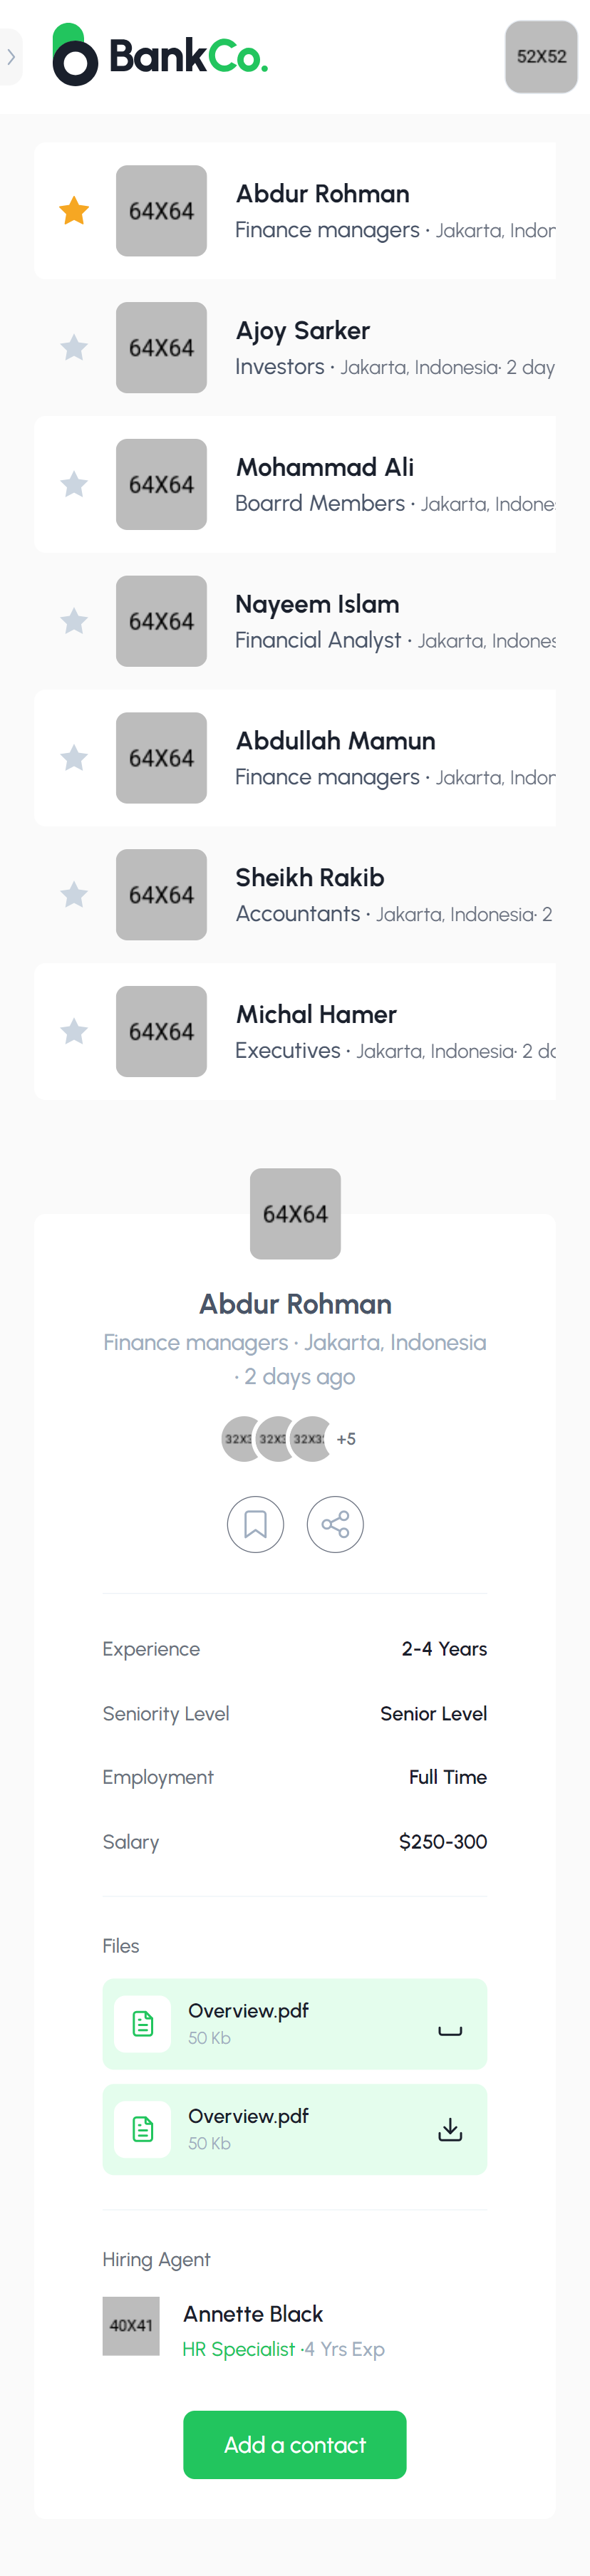 BankCo.
52X52
64X64
Abdur Rohman
Finance managers · Jakarta, Indon
64X64
Ajoy Sarker
Investors · Jakarta, Indonesia· 2 day
64X64
Mohammad Ali
Boarrd Members · Jakarta, Indone
64X64
Nayeem Islam
Financial Analyst · Jakarta, Indones
64X64
Abdullah Mamun
Finance managers · Jakarta, Indon
64X64
Sheikh Rakib
Accountants · Jakarta, Indonesia· 2
64X64
Michal Hamer
Executives · Jakarta, Indonesia· 2 da
64X64
Abdur Rohman
Finance managers · Jakarta, Indonesia
· 2 days ago
32X3 32X3 32X3 +5
Experience 2-4 Years
Seniority Level Senior Level
Employment Full Time
Salary $250-300
Files
Overview.pdf
50 Kb
Overview.pdf
50 Kb
Hiring Agent
40X41
Annette Black
HR Specialist ·4 Yrs Exp
Add a contact